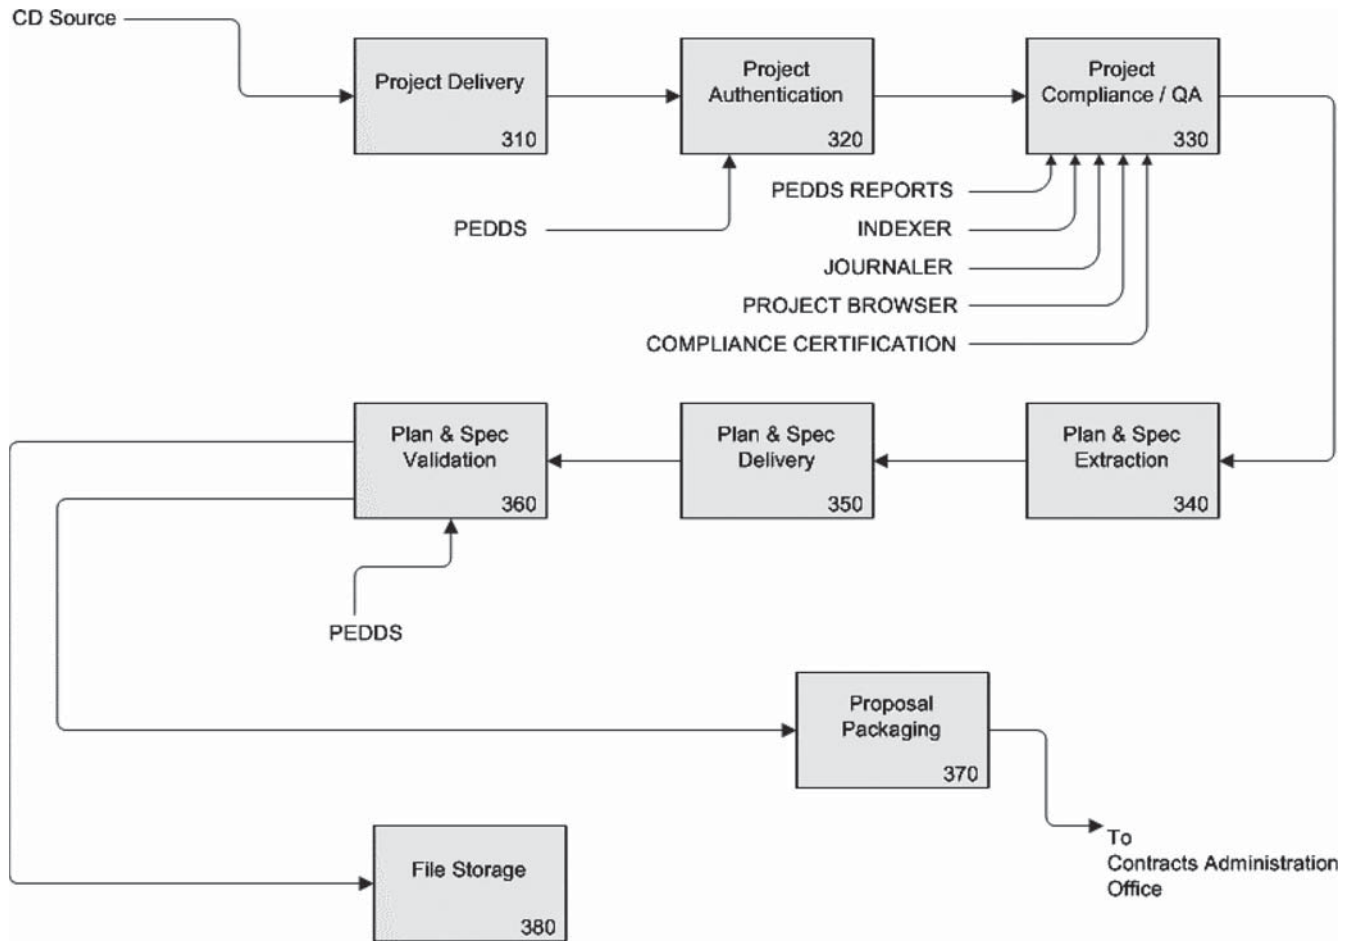 CD Source
Project Delivery
310
Project
Authentication
320
Project
Compliance / QA
330
PEDDS
PEDDS REPORTS
INDEXER
JOURNALER
PROJECT BROWSER
COMPLIANCE CERTIFICATION
Plan & Spec
Validation
360
Plan & Spec
Delivery
350
Plan & Spec
Extraction
340
PEDDS
Proposal
Packaging
370
To
Contracts Administration
Office
File Storage
380